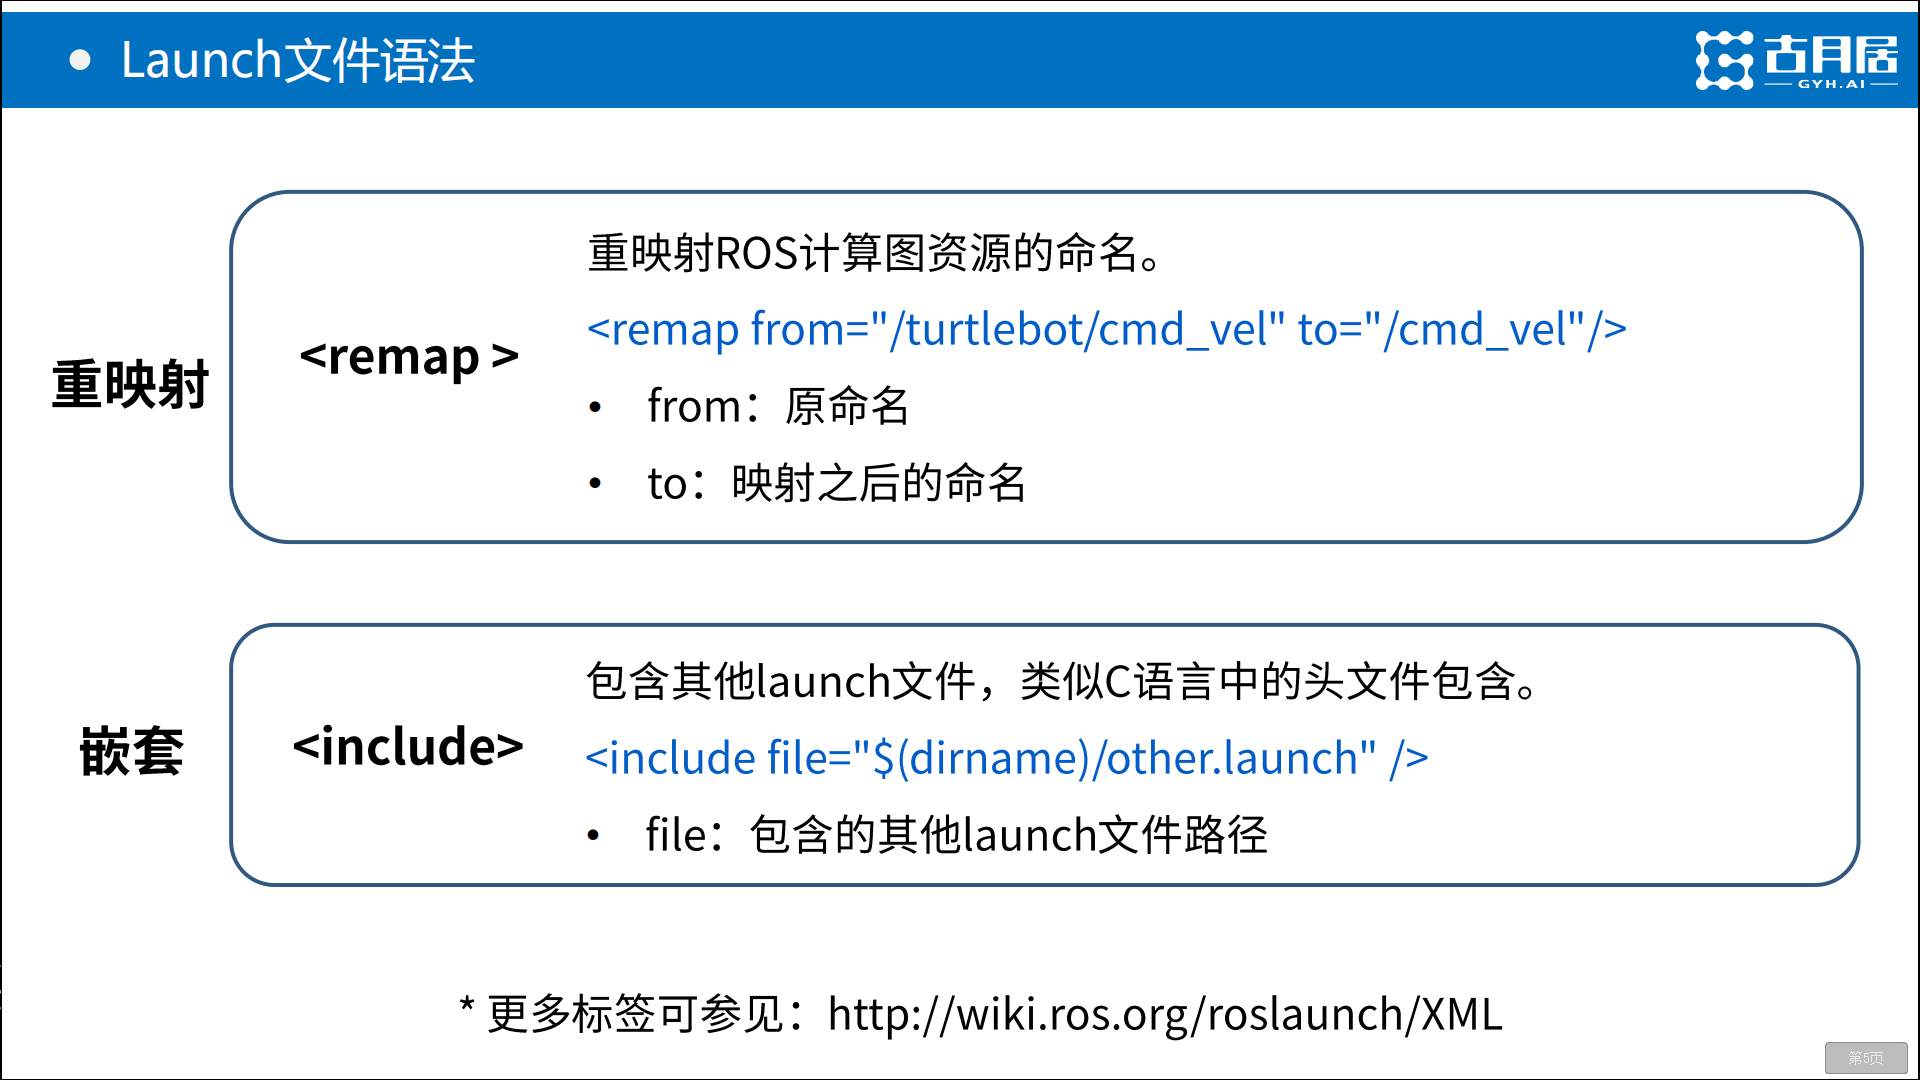 Launch文件语法
古月居
GYH.AI
重映射
<remap >
重映射ROS计算图资源的命名。
<remap from="/turtlebot/cmd_vel" to="/cmd_vel"/>
• from：原命名
• to：映射之后的命名
嵌套
<include>
包含其他launch文件，类似C语言中的头文件包含。
<include file="$(dirname)/other.launch" />
• file：包含的其他launch文件路径
* 更多标签可参见：http://wiki.ros.org/roslaunch/XML
第5页